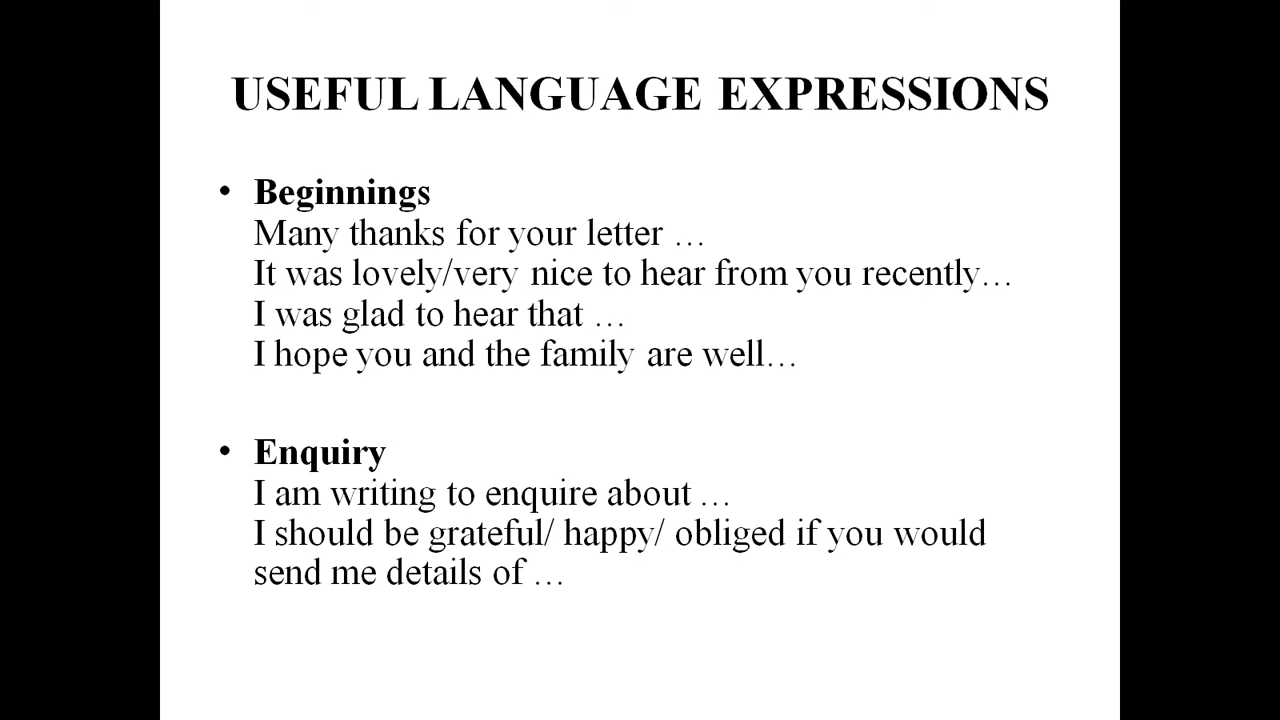 USEFUL LANGUAGE EXPRESSIONS
• Beginnings
Many thanks for your letter …
It was lovely/very nice to hear from you recently…
I was glad to hear that …
I hope you and the family are well…
• Enquiry
I am writing to enquire about …
I should be grateful/ happy/ obliged if you would
send me details of …